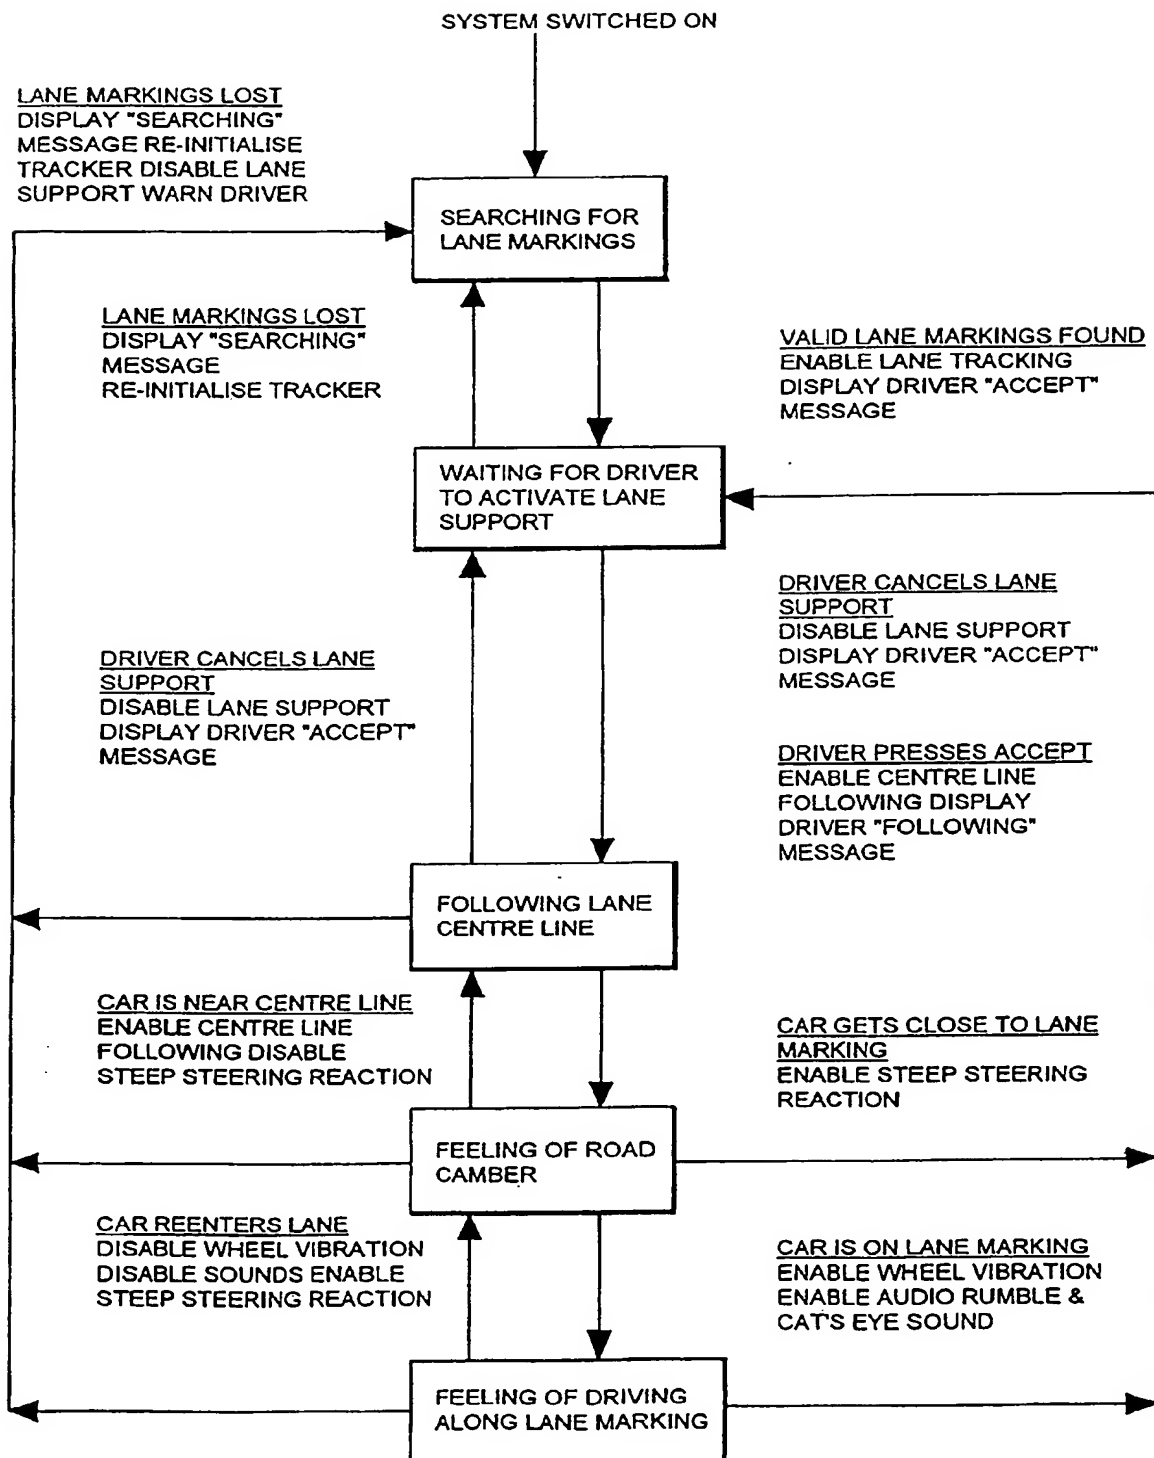 SYSTEM SWITCHED ON
LANE MARKINGS LOST
DISPLAY "SEARCHING"
MESSAGE RE-INITIALISE
TRACKER DISABLE LANE
SUPPORT WARN DRIVER
SEARCHING FOR
LANE MARKINGS
LANE MARKINGS LOST
DISPLAY "SEARCHING"
MESSAGE
RE-INITIALISE TRACKER
VALID LANE MARKINGS FOUND
ENABLE LANE TRACKING
DISPLAY DRIVER "ACCEPT"
MESSAGE
WAITING FOR DRIVER
TO ACTIVATE LANE
SUPPORT
DRIVER CANCELS LANE
SUPPORT
DISABLE LANE SUPPORT
DISPLAY DRIVER "ACCEPT"
MESSAGE
DRIVER CANCELS LANE
SUPPORT
DISABLE LANE SUPPORT
DISPLAY DRIVER "ACCEPT"
MESSAGE
DRIVER PRESSES ACCEPT
ENABLE CENTRE LINE
FOLLOWING DISPLAY
DRIVER "FOLLOWING"
MESSAGE
FOLLOWING LANE
CENTRE LINE
CAR IS NEAR CENTRE LINE
ENABLE CENTRE LINE
FOLLOWING DISABLE
STEEP STEERING REACTION
CAR GETS CLOSE TO LANE
MARKING
ENABLE STEEP STEERING
REACTION
FEELING OF ROAD
CAMBER
CAR REENTERS LANE
DISABLE WHEEL VIBRATION
DISABLE SOUNDS ENABLE
STEEP STEERING REACTION
CAR IS ON LANE MARKING
ENABLE WHEEL VIBRATION
ENABLE AUDIO RUMBLE &
CAT'S EYE SOUND
FEELING OF DRIVING
ALONG LANE MARKING